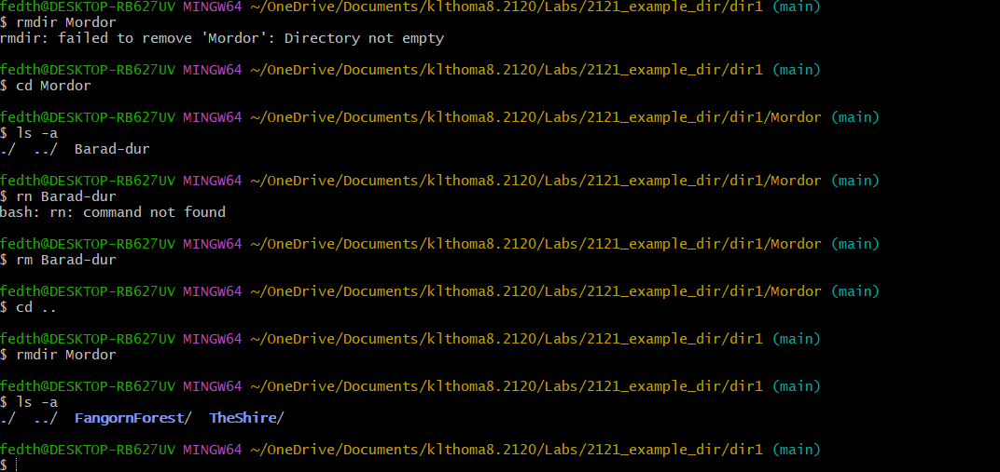 fedth@DESKTOP-RB627UV MINGW64 ~/OneDrive/Documents/klthoma8.2120/Labs/2121_example_dir/dir1 (main)
$ rmdir Mordor
rmdir: failed to remove 'Mordor': Directory not empty
fedth@DESKTOP-RB627UV MINGW64 ~/OneDrive/Documents/klthoma8.2120/Labs/2121_example_dir/dir1 (main)
$ cd Mordor
fedth@DESKTOP-RB627UV MINGW64 ~/OneDrive/Documents/klthoma8.2120/Labs/2121_example_dir/dir1/Mordor (main)
$ ls -a
./  ../  Barad-dur
fedth@DESKTOP-RB627UV MINGW64 ~/OneDrive/Documents/klthoma8.2120/Labs/2121_example_dir/dir1/Mordor (main)
$ rn Barad-dur
bash: rn: command not found
fedth@DESKTOP-RB627UV MINGW64 ~/OneDrive/Documents/klthoma8.2120/Labs/2121_example_dir/dir1/Mordor (main)
$ rm Barad-dur
fedth@DESKTOP-RB627UV MINGW64 ~/OneDrive/Documents/klthoma8.2120/Labs/2121_example_dir/dir1/Mordor (main)
$ cd ..
fedth@DESKTOP-RB627UV MINGW64 ~/OneDrive/Documents/klthoma8.2120/Labs/2121_example_dir/dir1 (main)
$ rmdir Mordor
fedth@DESKTOP-RB627UV MINGW64 ~/OneDrive/Documents/klthoma8.2120/Labs/2121_example_dir/dir1 (main)
$ ls -a
./  ../  FangornForest/  TheShire/
fedth@DESKTOP-RB627UV MINGW64 ~/OneDrive/Documents/klthoma8.2120/Labs/2121_example_dir/dir1 (main)
$